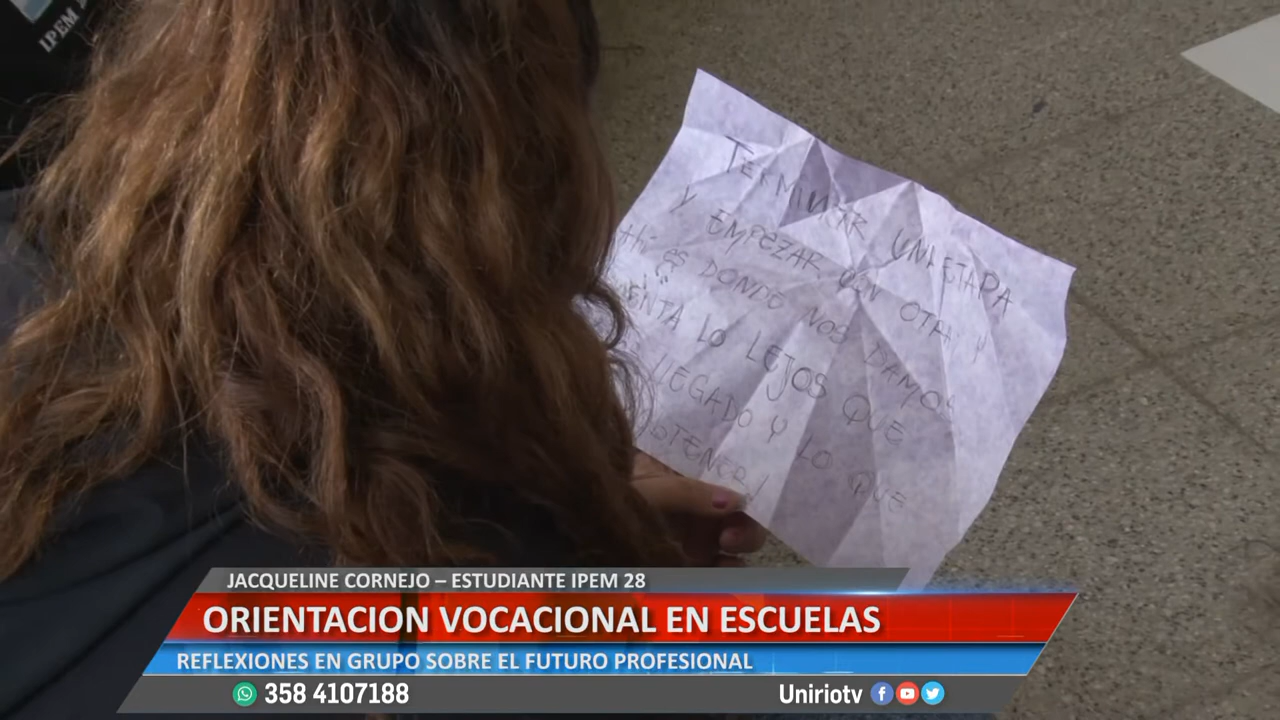 IPEM
TERMINAR UNA ETAPA
Y EMPEZAR CON OTRA Y
AHí ES DONDE NOS DAMOS
LO LEJOS QUE
LLEGADO Y LO QUE
JACQUELINE CORNEJO – ESTUDIANTE IPEM 28
ORIENTACION VOCACIONAL EN ESCUELAS
REFLEXIONES EN GRUPO SOBRE EL FUTURO PROFESIONAL
358 4107188
Uniriotv